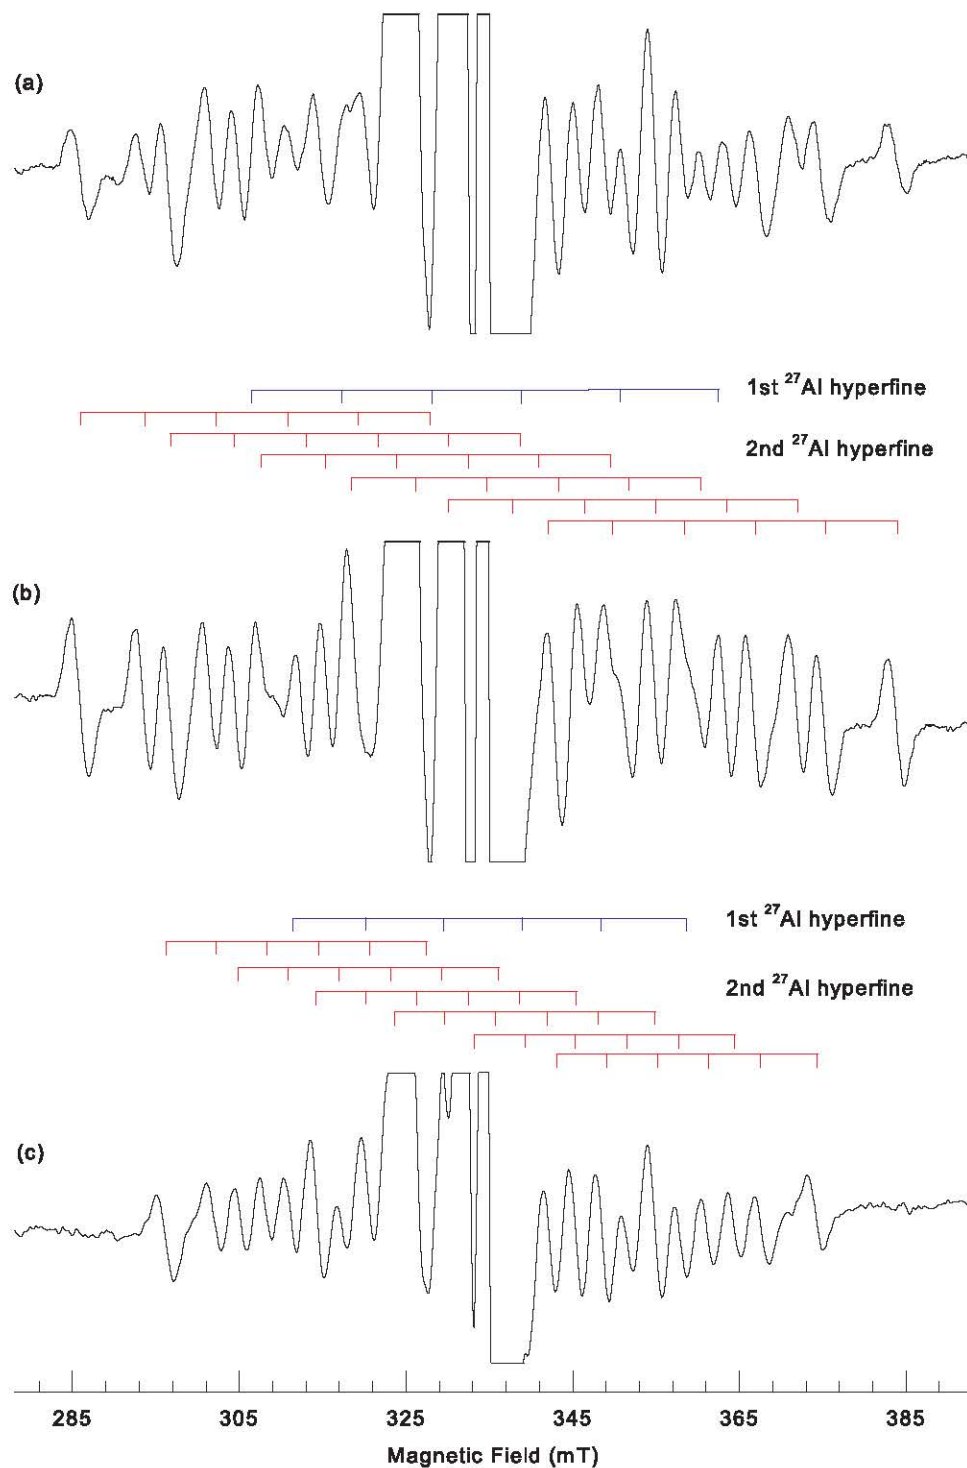 (a)
1st ²⁷Al hyperfine
2nd ²⁷Al hyperfine
(b)
1st ²⁷Al hyperfine
2nd ²⁷Al hyperfine
(c)
285 305 325 345 365 385
Magnetic Field (mT)